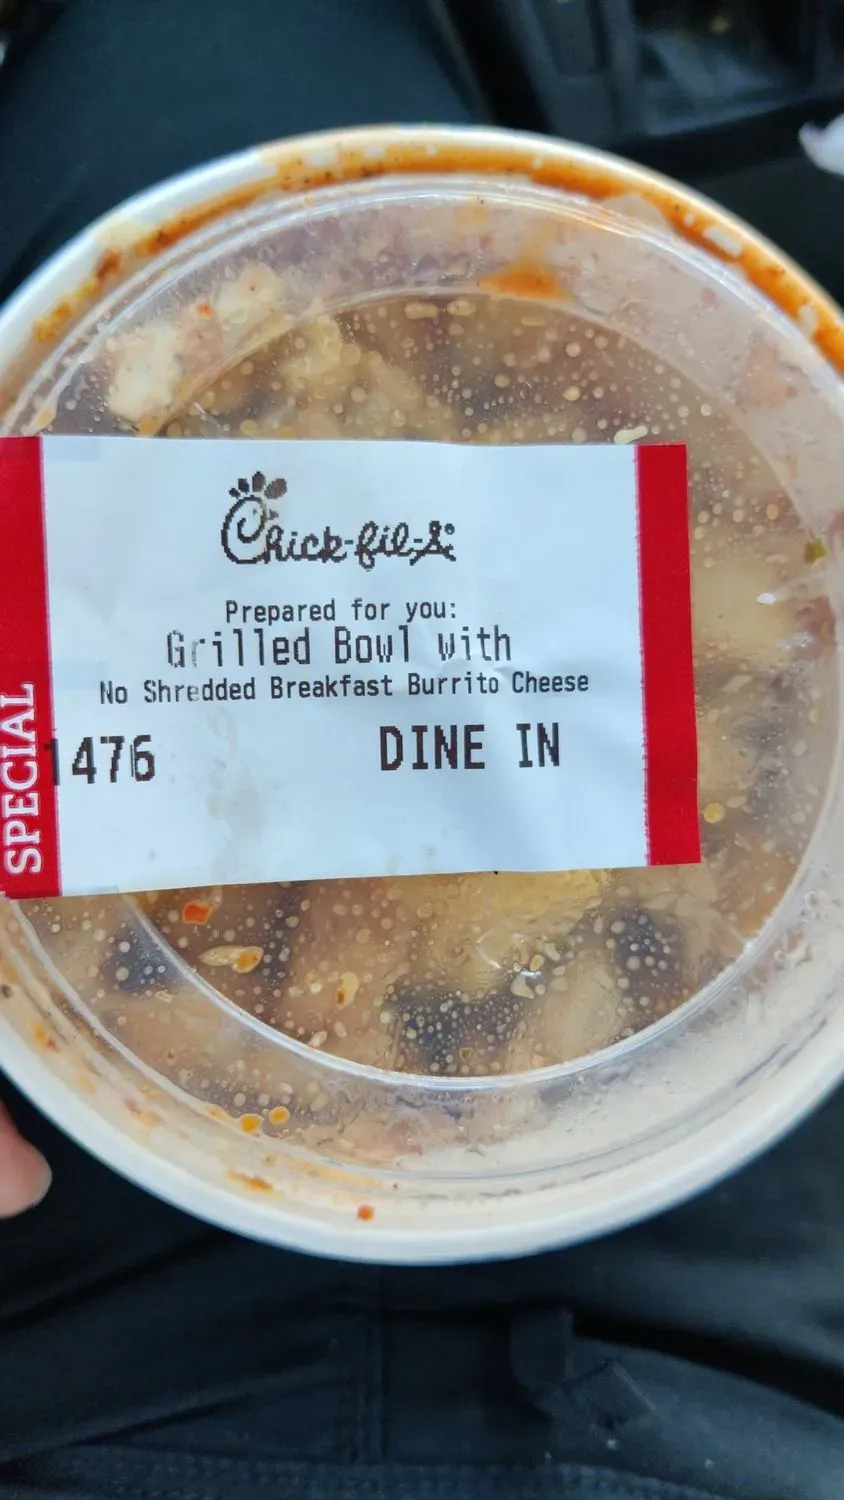 Chick-fil-A
Prepared for you:
Grilled Bowl with
No Shredded Breakfast Burrito Cheese
1476 DINE IN
SPECIAL